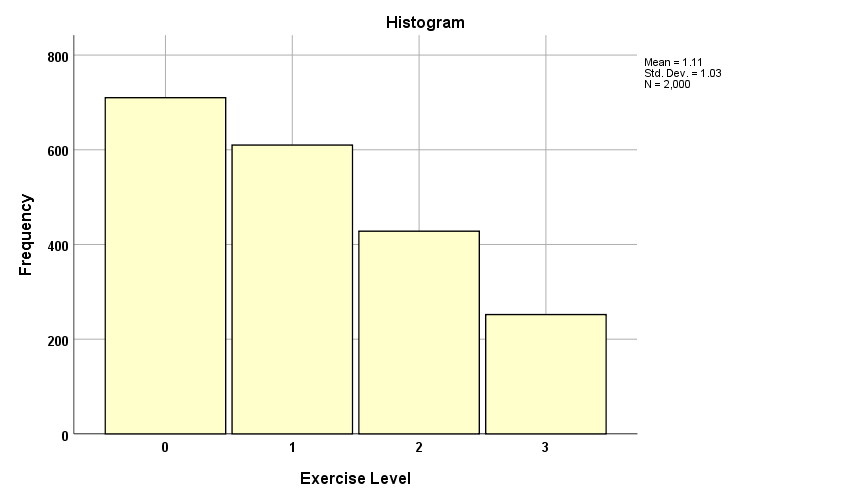 Histogram
Mean = 1.11
Std. Dev. = 1.03
N = 2,000
800
600
400
200
0
Frequency
0 1 2 3
Exercise Level